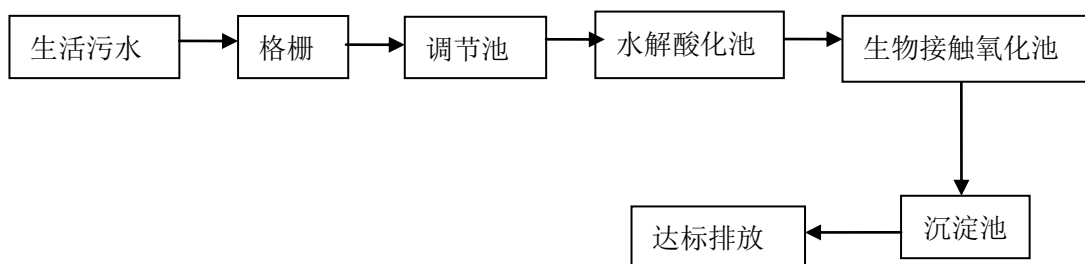 生活污水
格栅
调节池
水解酸化池
生物接触氧化池
沉淀池
达标排放